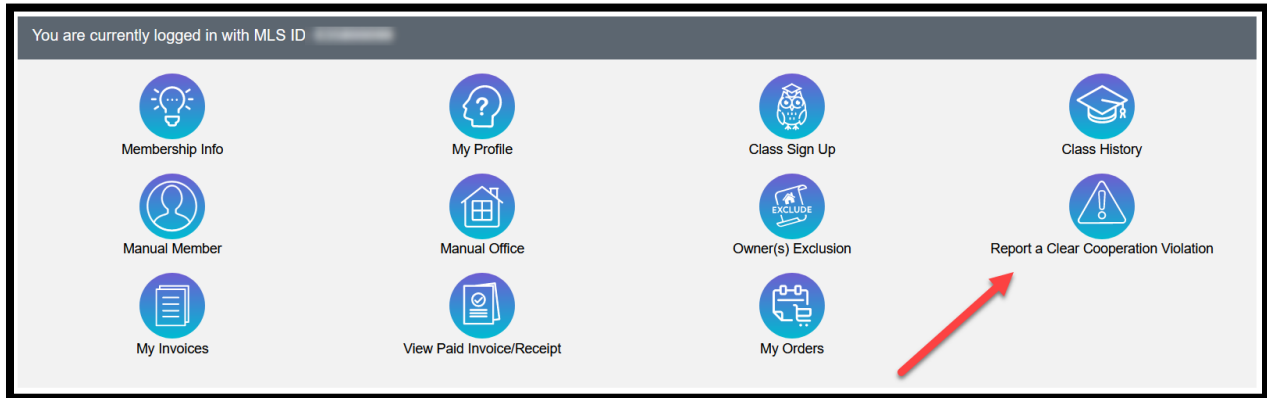 You are currently logged in with MLS ID
Membership Info
My Profile
Class Sign Up
Class History
Manual Member
Manual Office
EXCLUDE
Owner(s) Exclusion
Report a Clear Cooperation Violation
My Invoices
View Paid Invoice/Receipt
My Orders